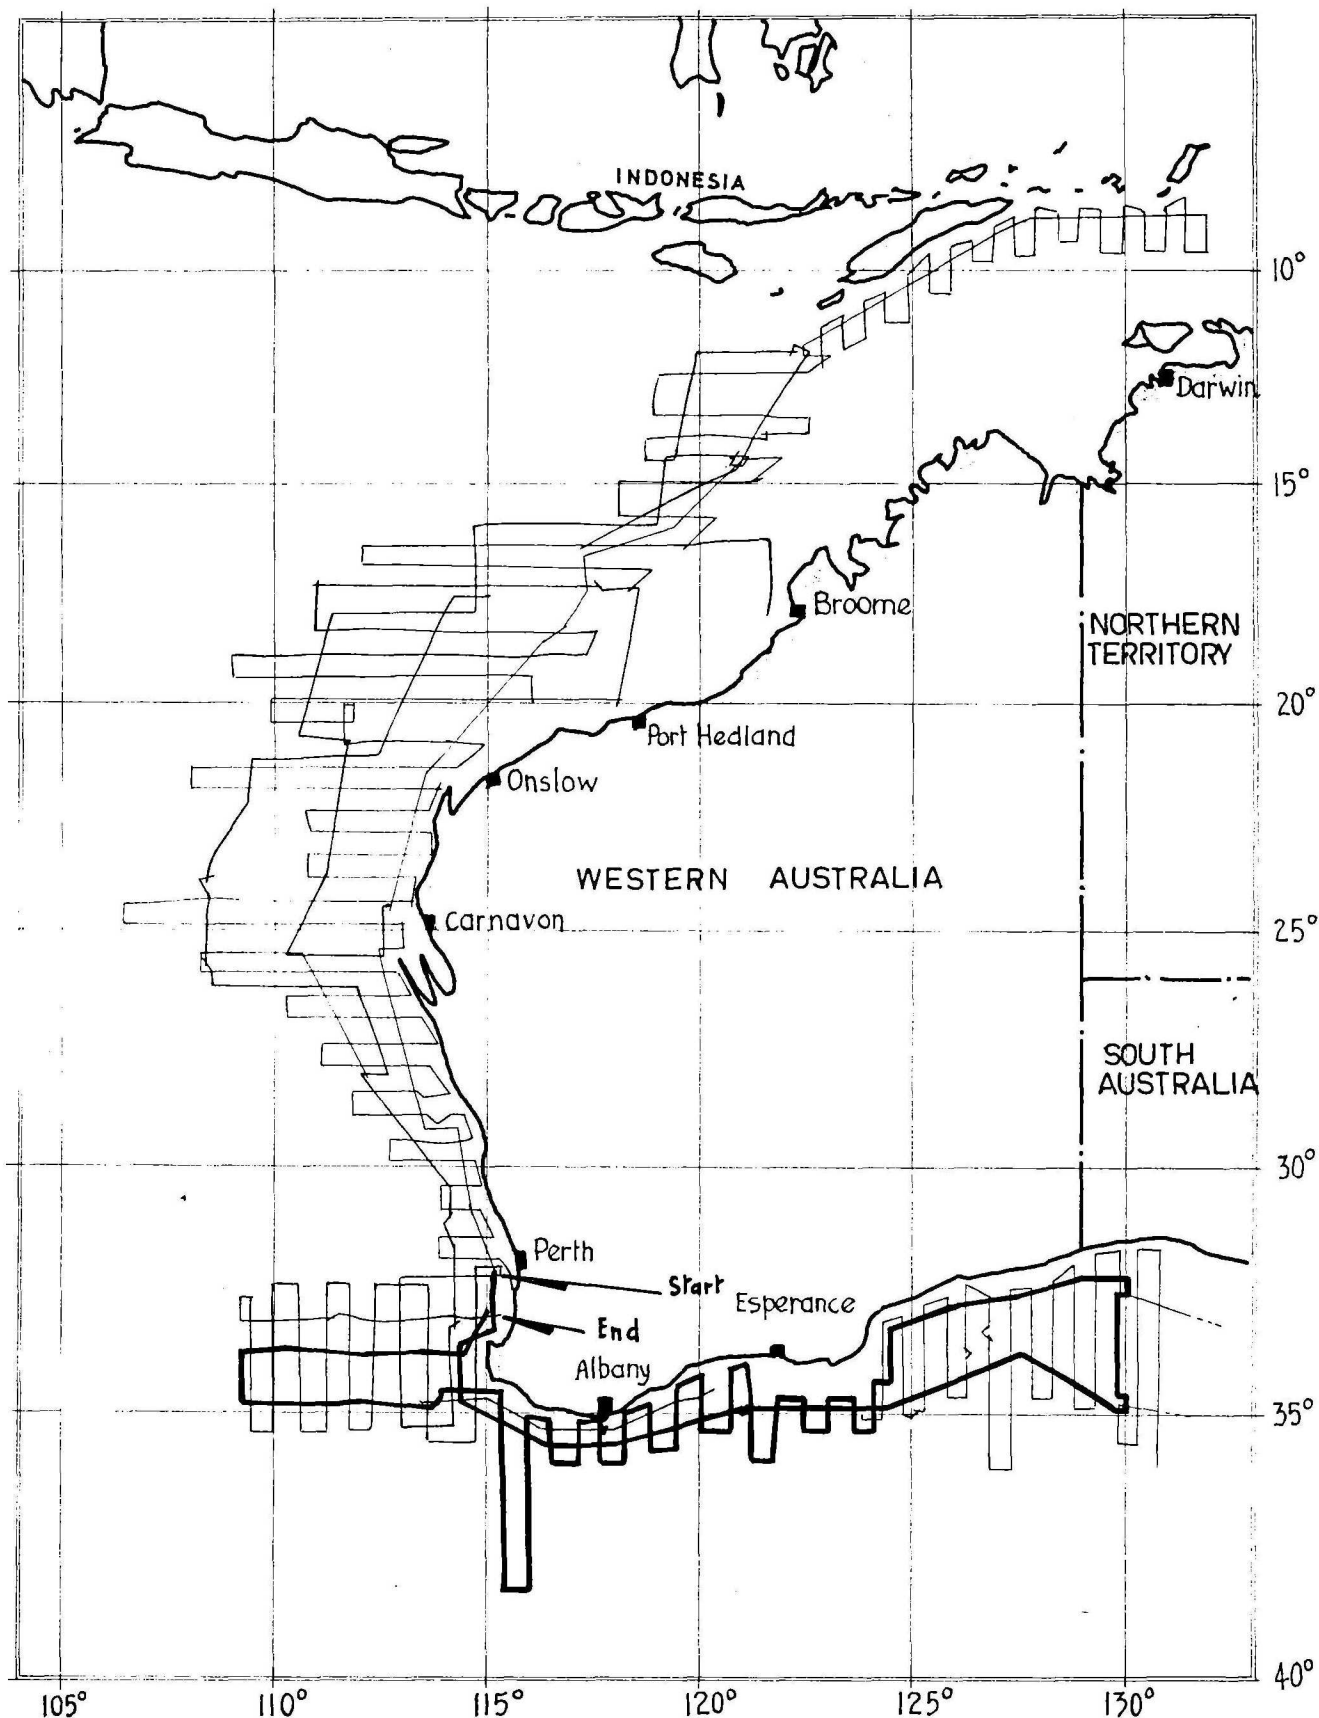 INDONESIA
10°
Darwin
15°
Broome
NORTHERN
TERRITORY
20°
Port Hedland
Onslow
WESTERN AUSTRALIA
Carnavon
25°
SOUTH
AUSTRALIA
30°
Perth
Start
Esperance
End
Albany
35°
40°
105°
110°
115°
120°
125°
130°